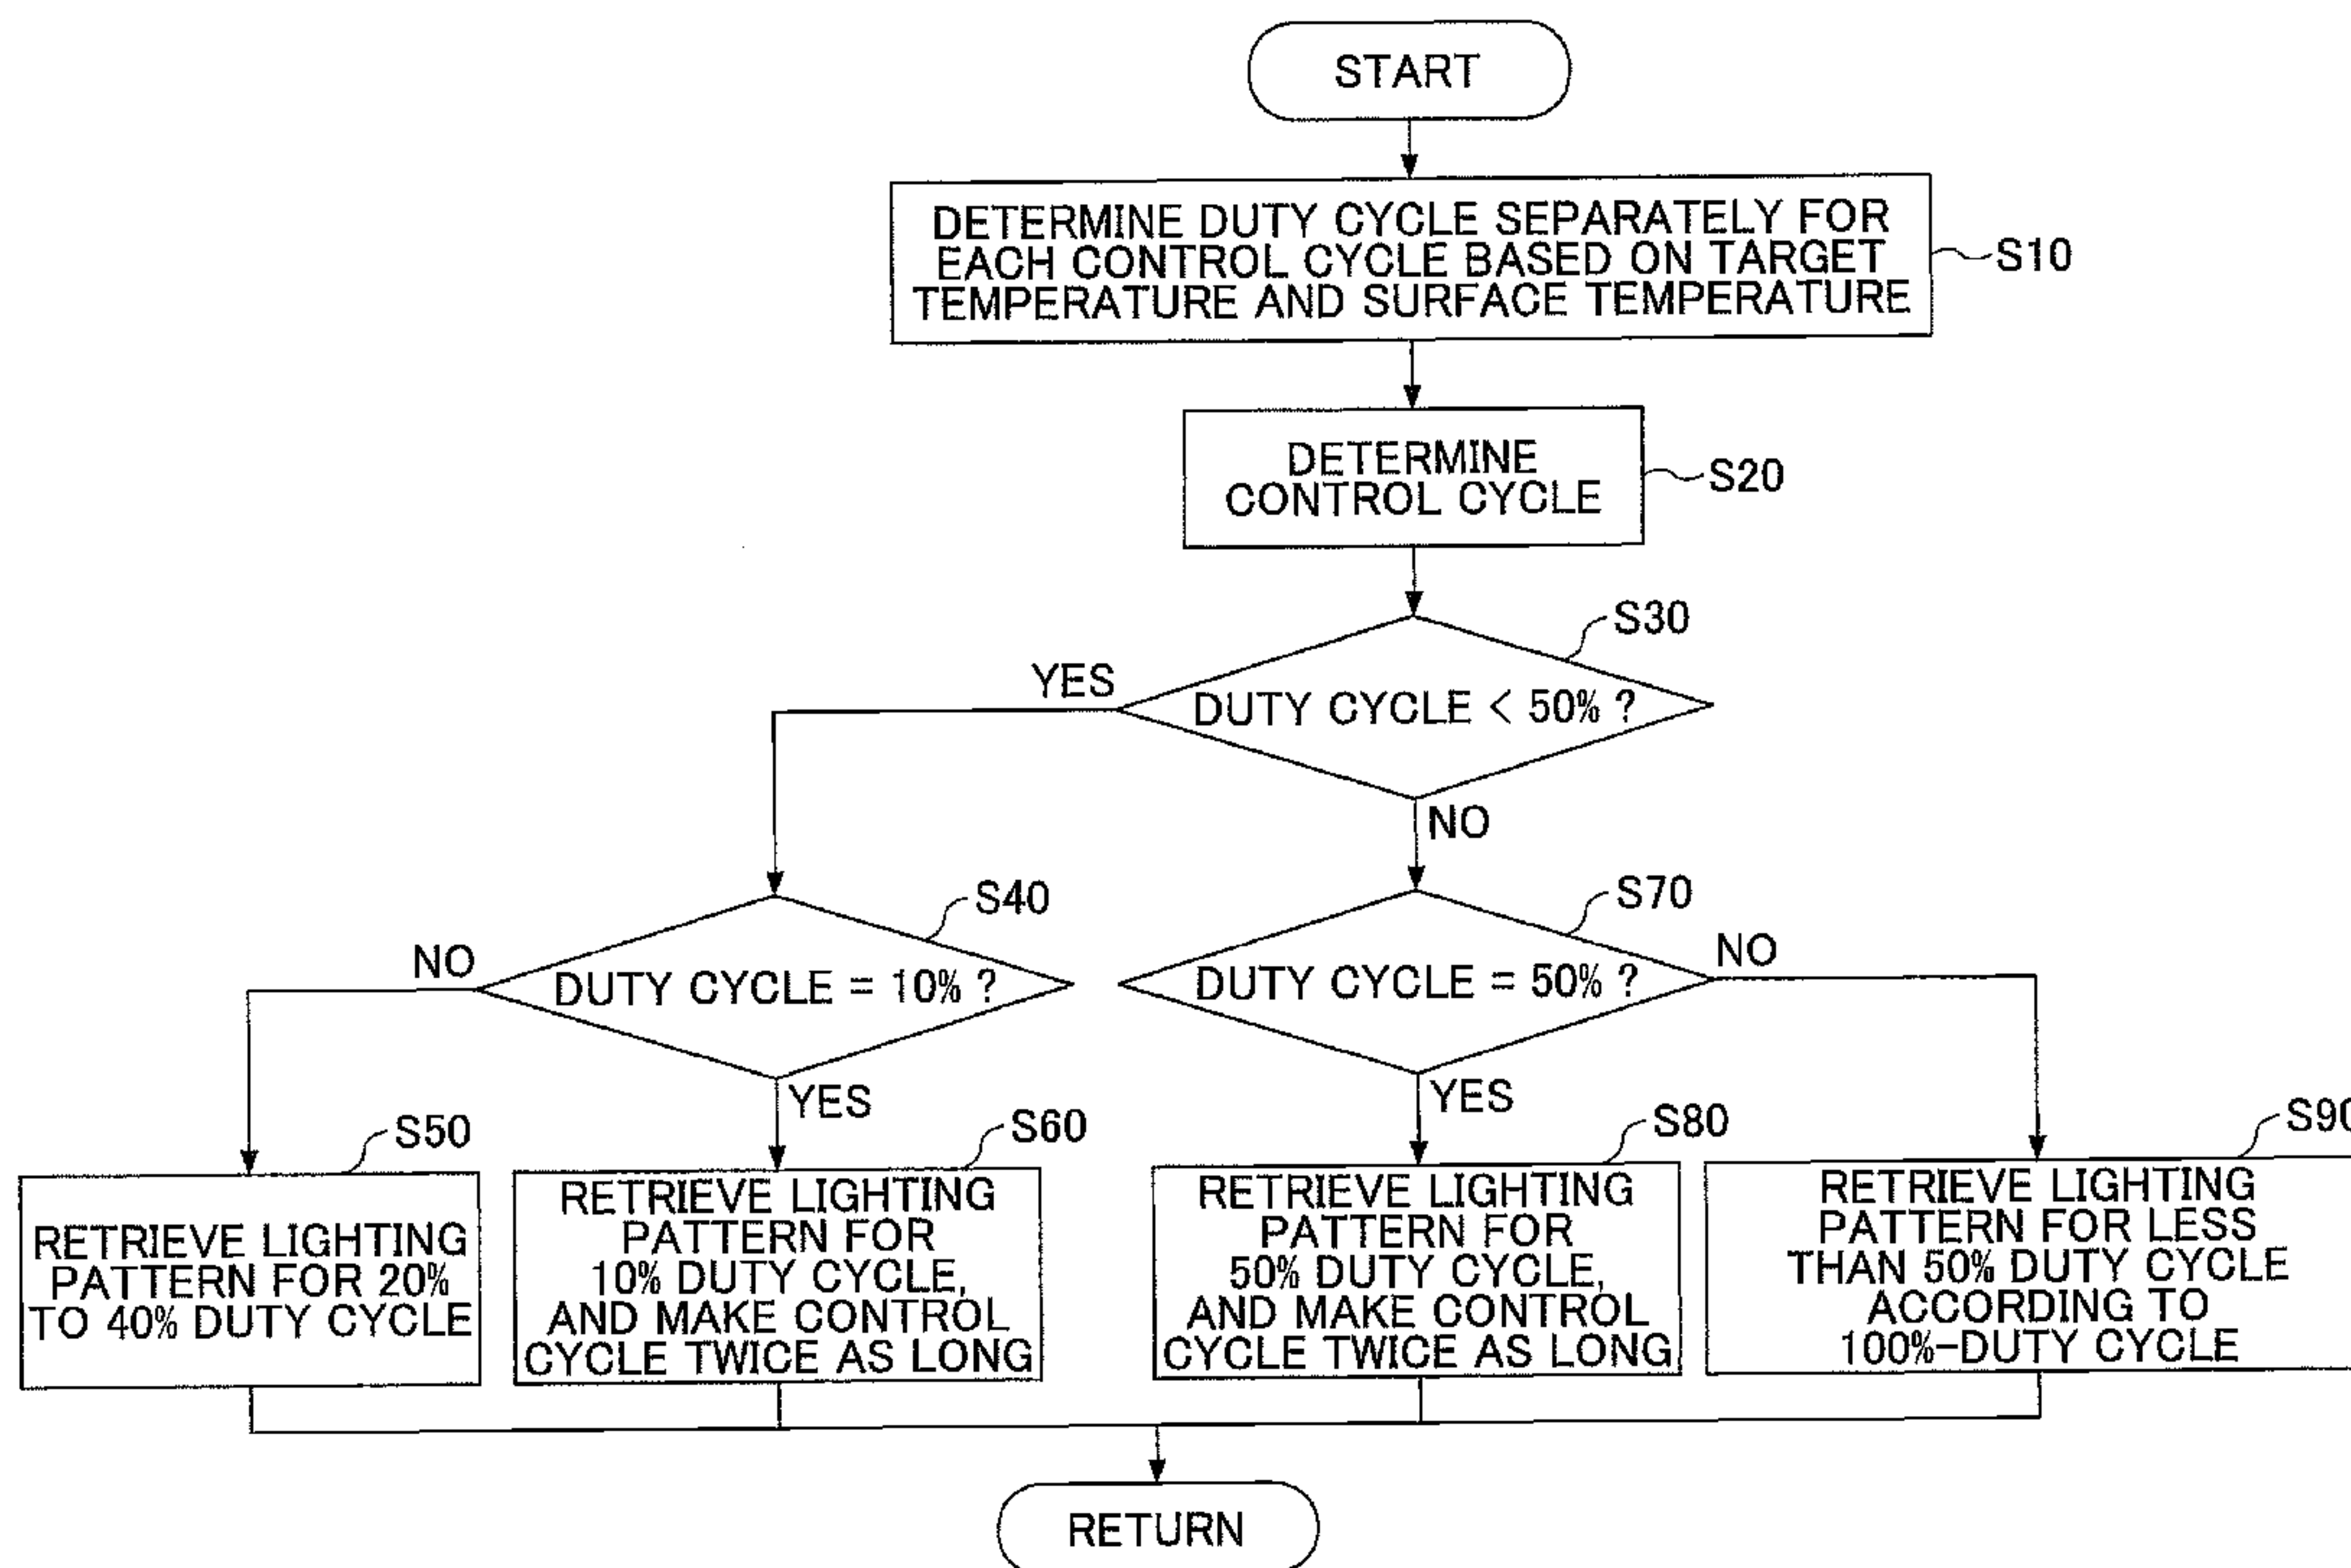 START
DETERMINE DUTY CYCLE SEPARATELY FOR
EACH CONTROL CYCLE BASED ON TARGET
TEMPERATURE AND SURFACE TEMPERATURE
S10
DETERMINE
CONTROL CYCLE
S20
S30
YES
DUTY CYCLE < 50% ?
NO
S40
NO
DUTY CYCLE = 10% ?
YES
S70
DUTY CYCLE = 50% ?
NO
YES
S50
RETRIEVE LIGHTING
PATTERN FOR 20%
TO 40% DUTY CYCLE
S60
RETRIEVE LIGHTING
PATTERN FOR
10% DUTY CYCLE,
AND MAKE CONTROL
CYCLE TWICE AS LONG
S80
RETRIEVE LIGHTING
PATTERN FOR
50% DUTY CYCLE,
AND MAKE CONTROL
CYCLE TWICE AS LONG
S90
RETRIEVE LIGHTING
PATTERN FOR LESS
THAN 50% DUTY CYCLE
ACCORDING TO
100%-DUTY CYCLE
RETURN